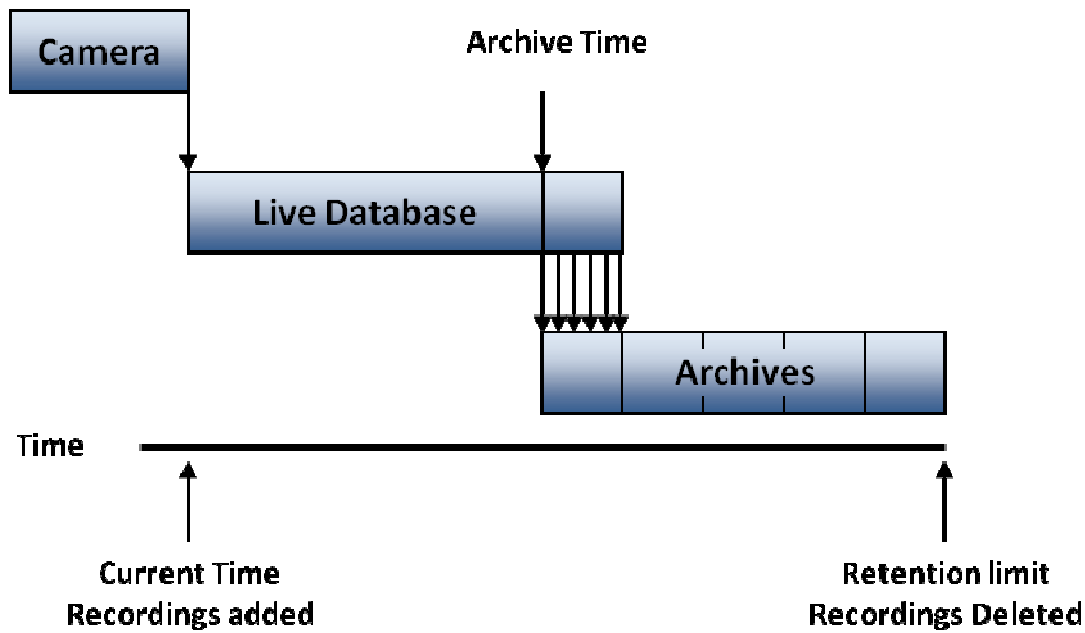 Camera
Archive Time
Live Database
Archives
Time
Current Time
Recordings added
Retention limit
Recordings Deleted